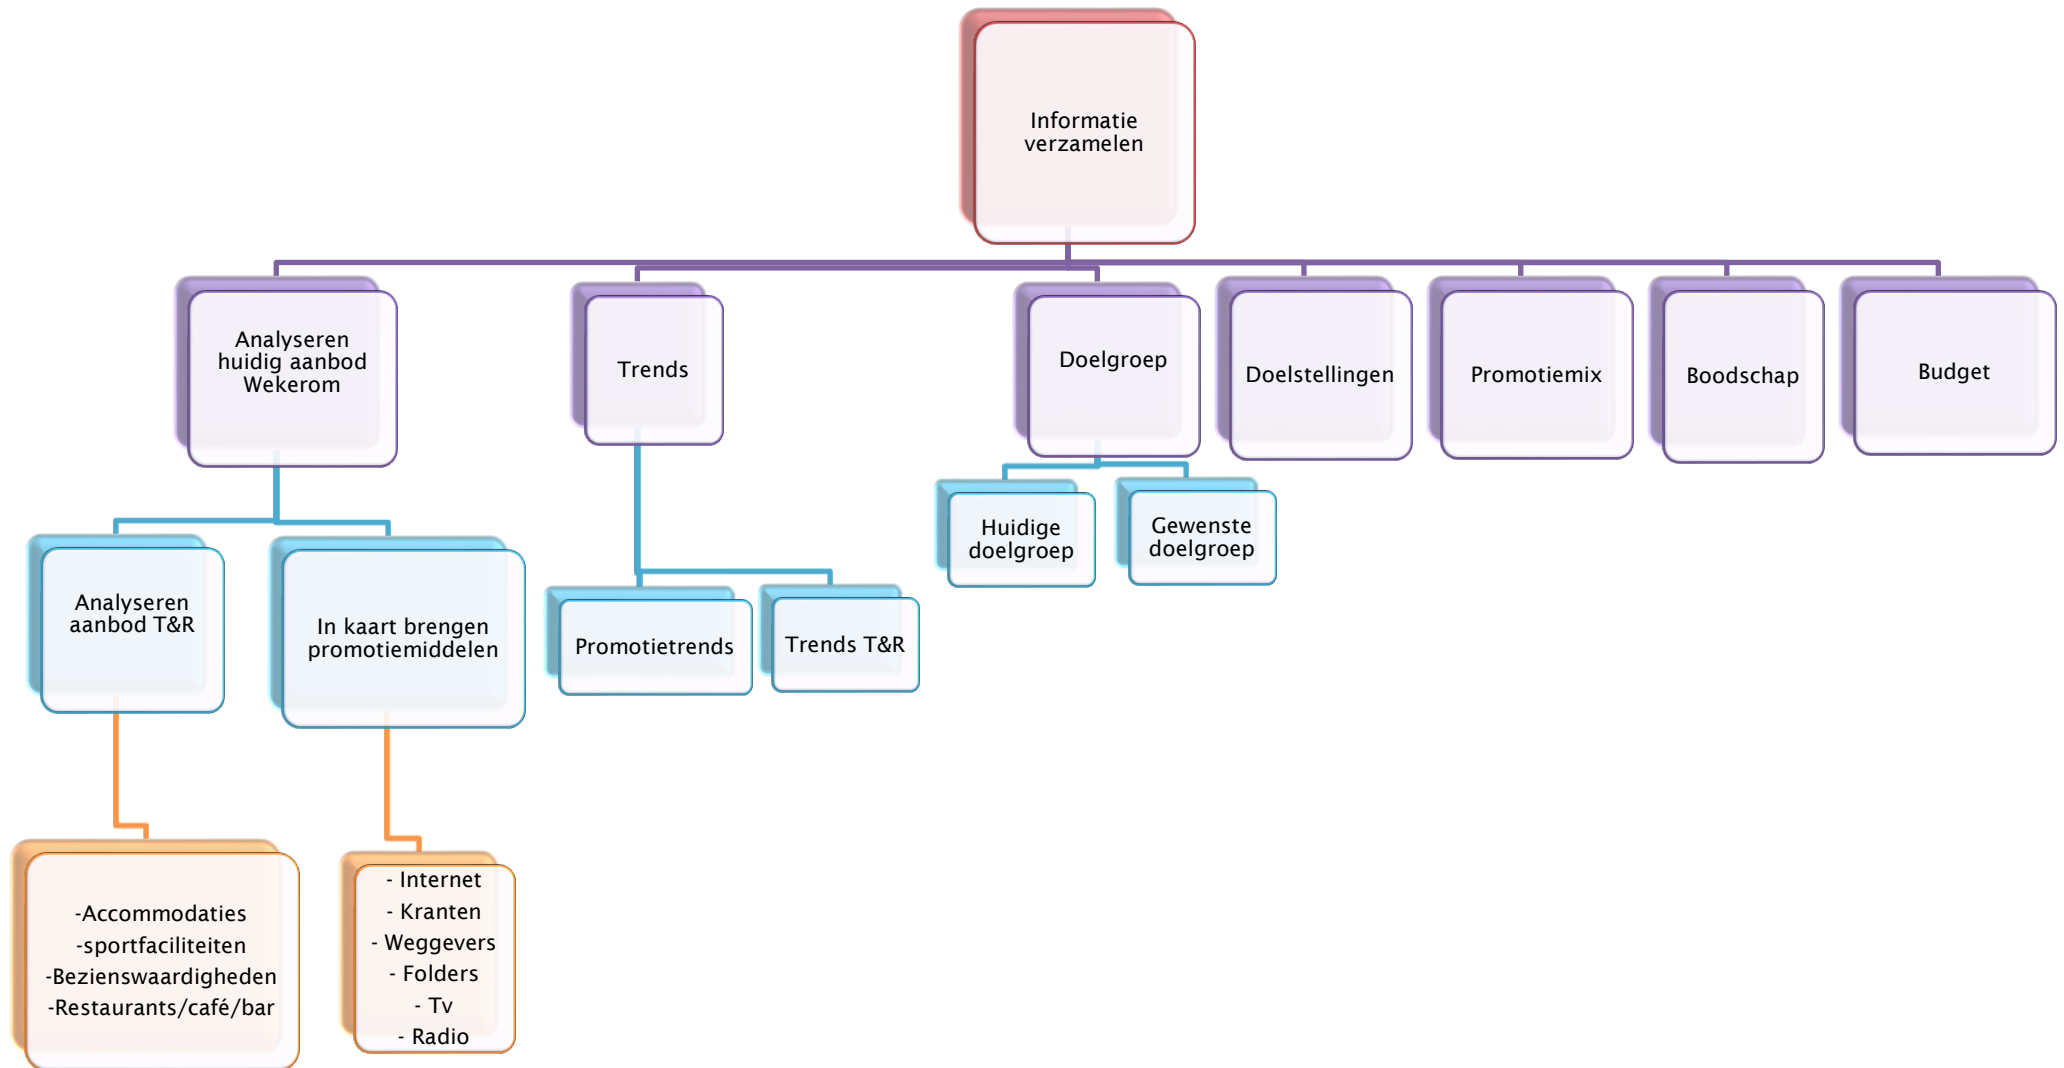 Informatie
verzamelen
Analyseren
huidig aanbod
Wekerom
Trends
Doelgroep
Doelstellingen
Promotiemix
Boodschap
Budget
Analyseren
aanbod T&R
In kaart brengen
promotiemiddelen
Promotietrends
Trends T&R
Huidige
doelgroep
Gewenste
doelgroep
-Accommodaties
-sportfaciliteiten
-Bezienswaardigheden
-Restaurants/café/bar
- Internet
- Kranten
- Weggevers
- Folders
- Tv
- Radio